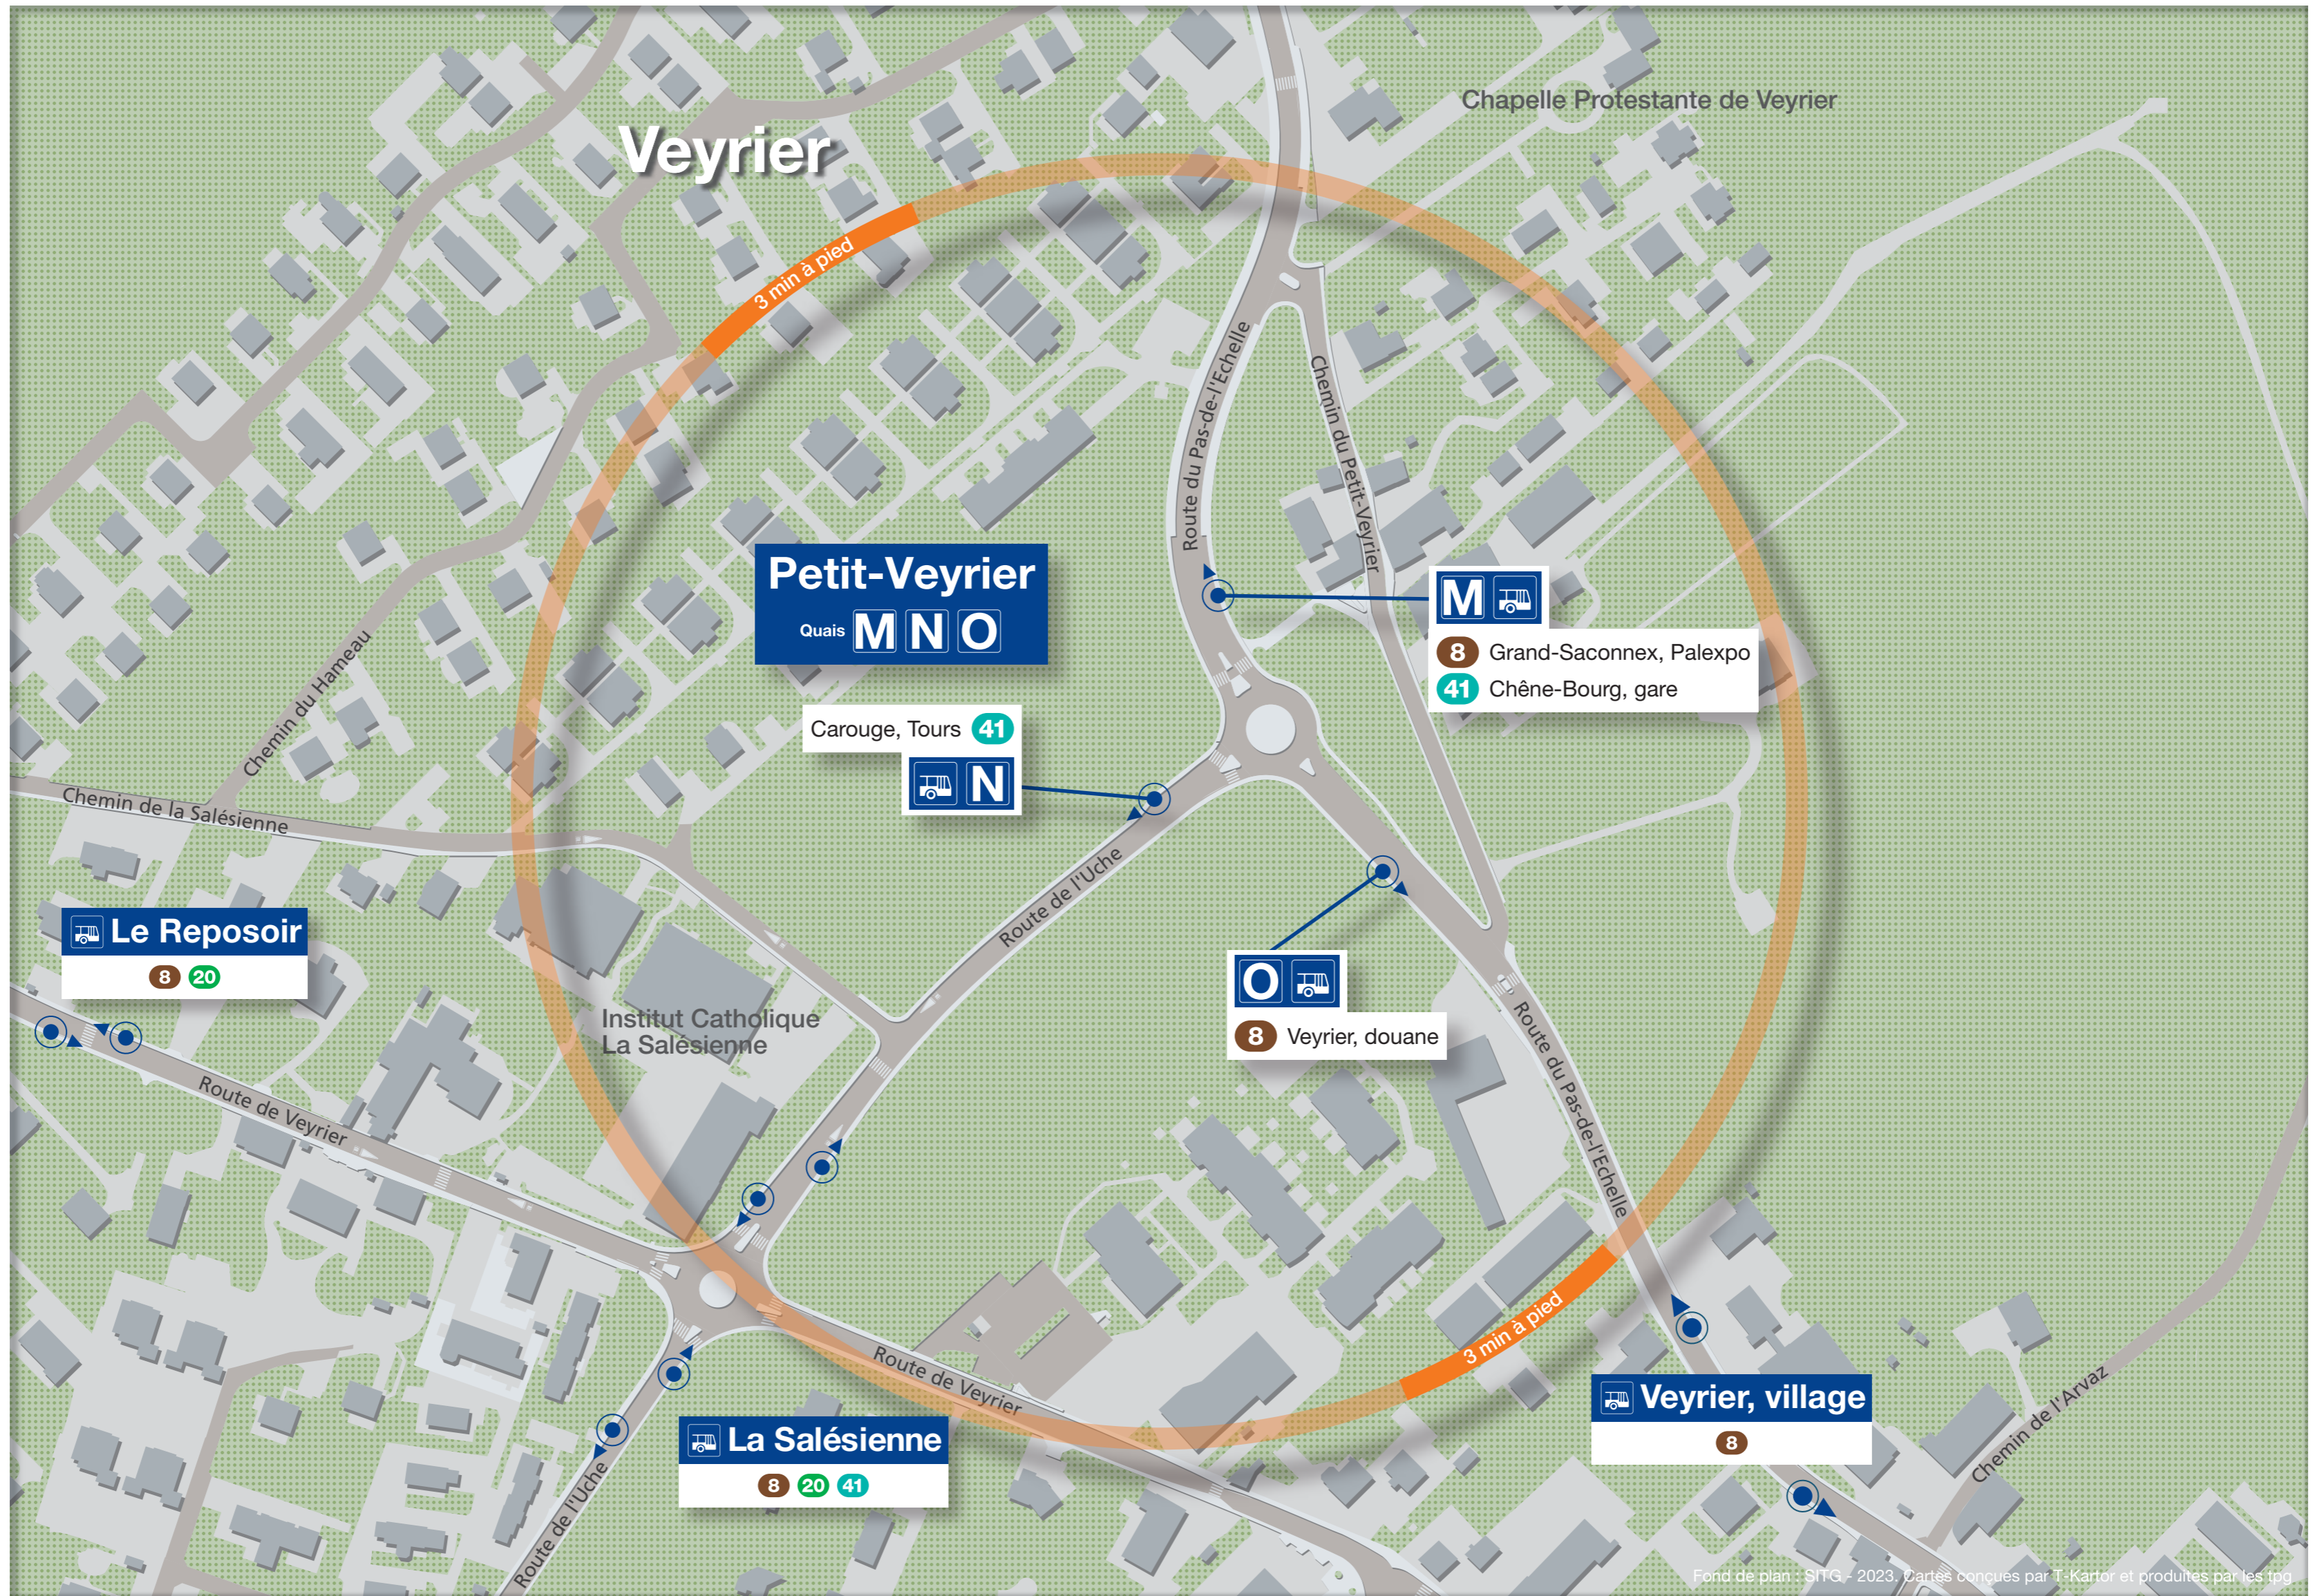 Chapelle Protestante de Veyrier
Veyrier
3 min à pied
Route du Pas-de-l'Echelle
Chemin du Petit-Veyrier
Petit-Veyrier
Quais M N O
M
8 Grand-Saconnex, Palexpo
41 Chêne-Bourg, gare
Chemin du Hameau
Carouge, Tours 41
N
Chemin de la Salésienne
Route de l'Uche
Le Reposoir
8 20
O
8 Veyrier, douane
Institut Catholique
La Salésienne
Route de Veyrier
Route du Pas-de-l'Echelle
3 min à pied
Route de Veyrier
Veyrier, village
8
La Salésienne
8 20 41
Chemin de l'Arvaz
Route de l'Uche
Fond de plan : SITG - 2023. Cartes conçues par T-Kartor et produites par les tpg